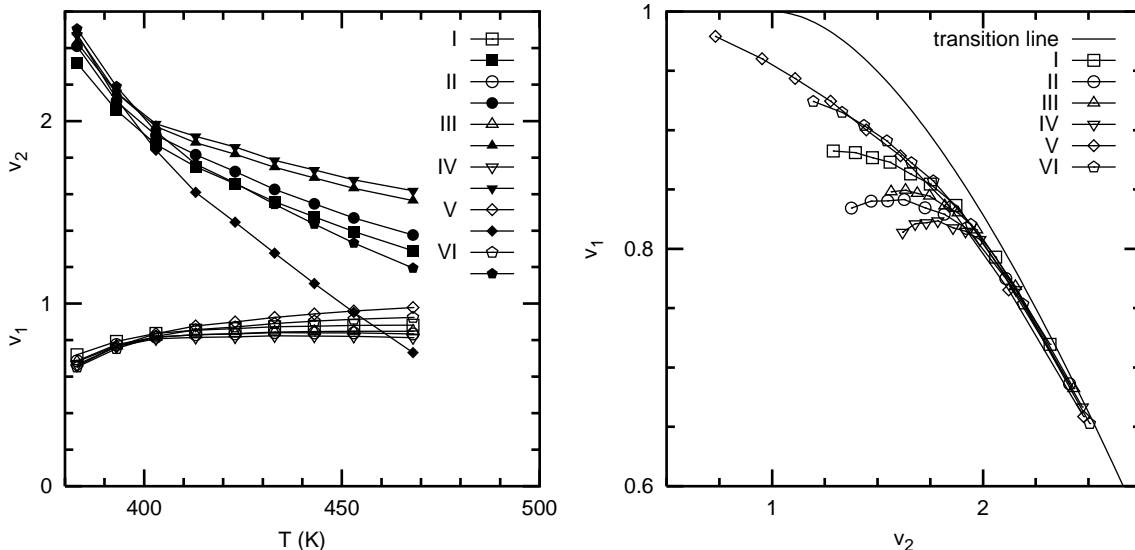 2
1
0
400
450
500
T (K)
v2
v1
I
II
III
IV
V
VI
1
0.8
0.6
1
2
v2
v1
transition line
I
II
III
IV
V
VI